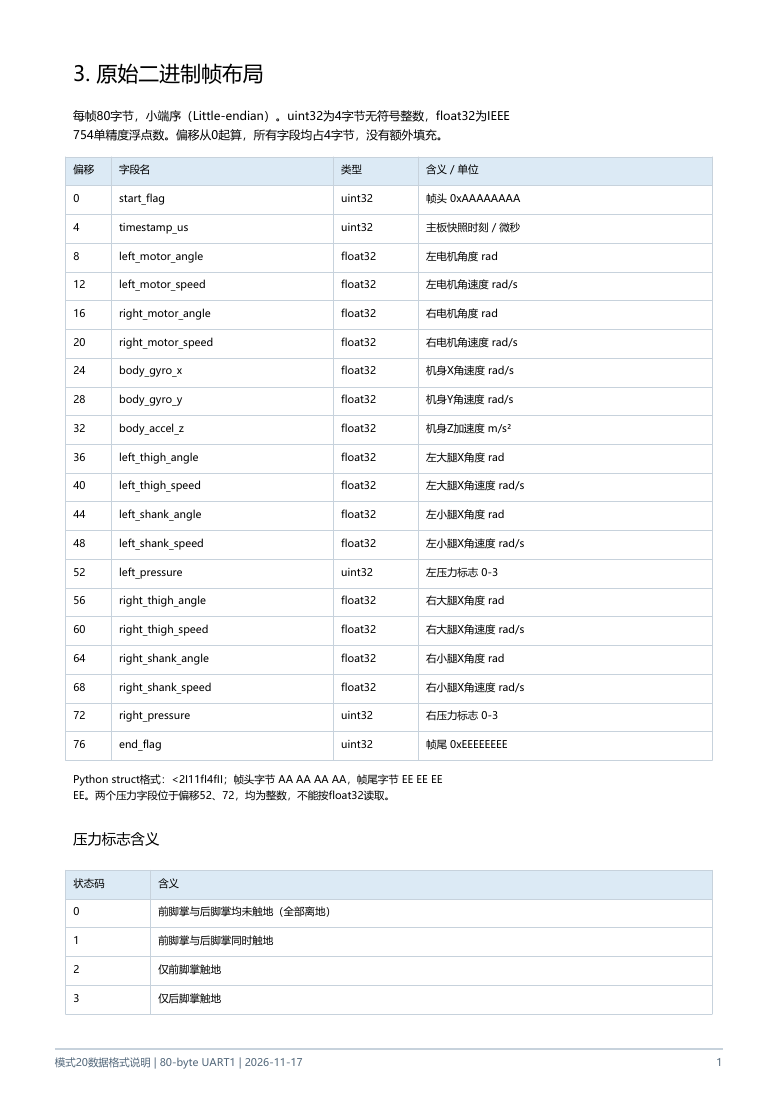 3. 原始二进制帧布局
每帧80字节，小端序（Little-endian）。uint32为4字节无符号整数，float32为IEEE
754单精度浮点数。偏移从0起算，所有字段均占4字节，没有额外填充。
偏移 字段名 类型 含义 / 单位
0 start_flag uint32 帧头 0xAAAAAAAA
4 timestamp_us uint32 主板快照时刻 / 微秒
8 left_motor_angle float32 左电机角度 rad
12 left_motor_speed float32 左电机角速度 rad/s
16 right_motor_angle float32 右电机角度 rad
20 right_motor_speed float32 右电机角速度 rad/s
24 body_gyro_x float32 机身X角速度 rad/s
28 body_gyro_y float32 机身Y角速度 rad/s
32 body_accel_z float32 机身Z加速度 m/s²
36 left_thigh_angle float32 左大腿X角度 rad
40 left_thigh_speed float32 左大腿X角速度 rad/s
44 left_shank_angle float32 左小腿X角度 rad
48 left_shank_speed float32 左小腿X角速度 rad/s
52 left_pressure uint32 左压力标志 0-3
56 right_thigh_angle float32 右大腿X角度 rad
60 right_thigh_speed float32 右大腿X角速度 rad/s
64 right_shank_angle float32 右小腿X角度 rad
68 right_shank_speed float32 右小腿X角速度 rad/s
72 right_pressure uint32 右压力标志 0-3
76 end_flag uint32 帧尾 0xEEEEEEEE
Python struct格式：<2I11fI4fII；帧头字节 AA AA AA AA，帧尾字节 EE EE EE
EE。两个压力字段位于偏移52、72，均为整数，不能按float32读取。
压力标志含义
状态码 含义
0 前脚掌与后脚掌均未触地（全部离地）
1 前脚掌与后脚掌同时触地
2 仅前脚掌触地
3 仅后脚掌触地
模式20数据格式说明 | 80-byte UART1 | 2026-11-17 1